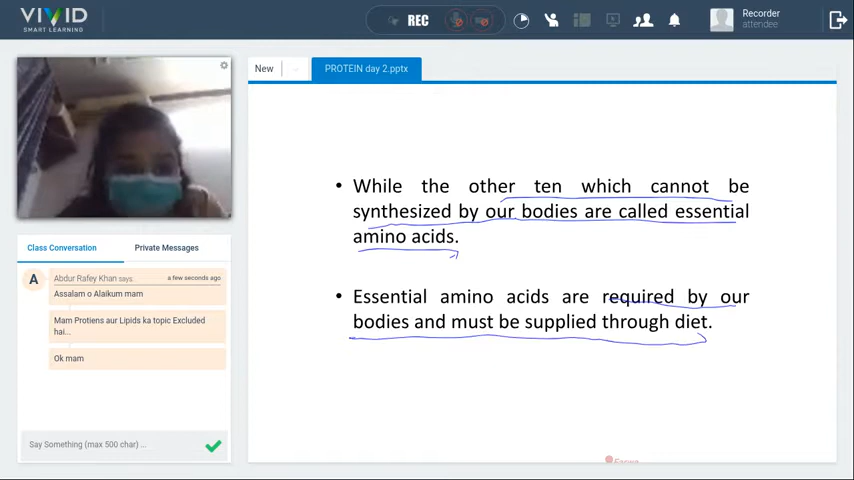 VIVID
SMART LEARNING
REC
Recorder
attendee
New
PROTEIN day 2.pptx
• While the other ten which cannot be
synthesized by our bodies are called essential
amino acids.
• Essential amino acids are required by our
bodies and must be supplied through diet.
Class Conversation
Private Messages
A
Abdur Rafey Khan says:
a few seconds ago
Assalam o Alaikum mam
Mam Protiens aur Lipids ka topic Excluded
hai...
Ok mam
Say Something (max 500 char) ...